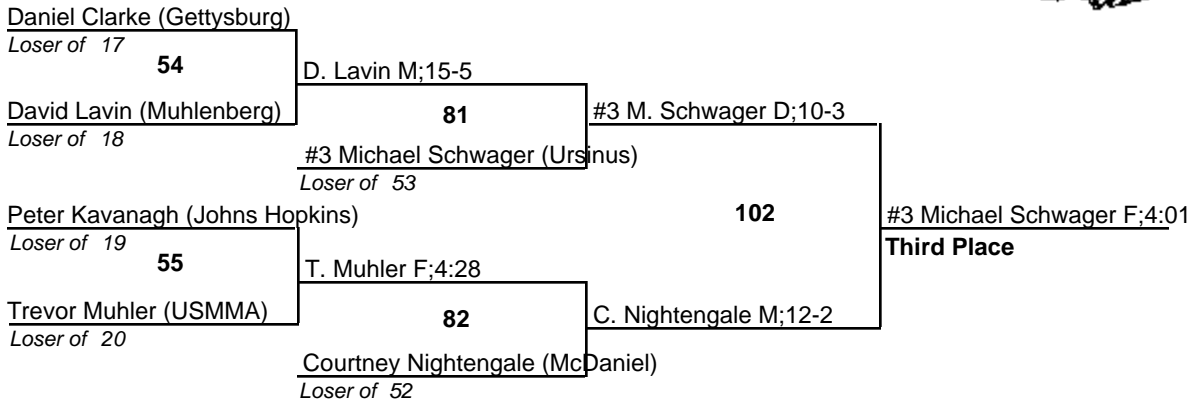 Daniel Clarke (Gettysburg)
Loser of 17
54
D. Lavin M;15-5
David Lavin (Muhlenberg)
Loser of 18
81
#3 M. Schwager D;10-3
#3 Michael Schwager (Ursinus)
Loser of 53
Peter Kavanagh (Johns Hopkins)
Loser of 19
102
#3 Michael Schwager F;4:01
Third Place
55
T. Muhler F;4:28
Trevor Muhler (USMMA)
Loser of 20
82
C. Nightengale M;12-2
Courtney Nightengale (McDaniel)
Loser of 52